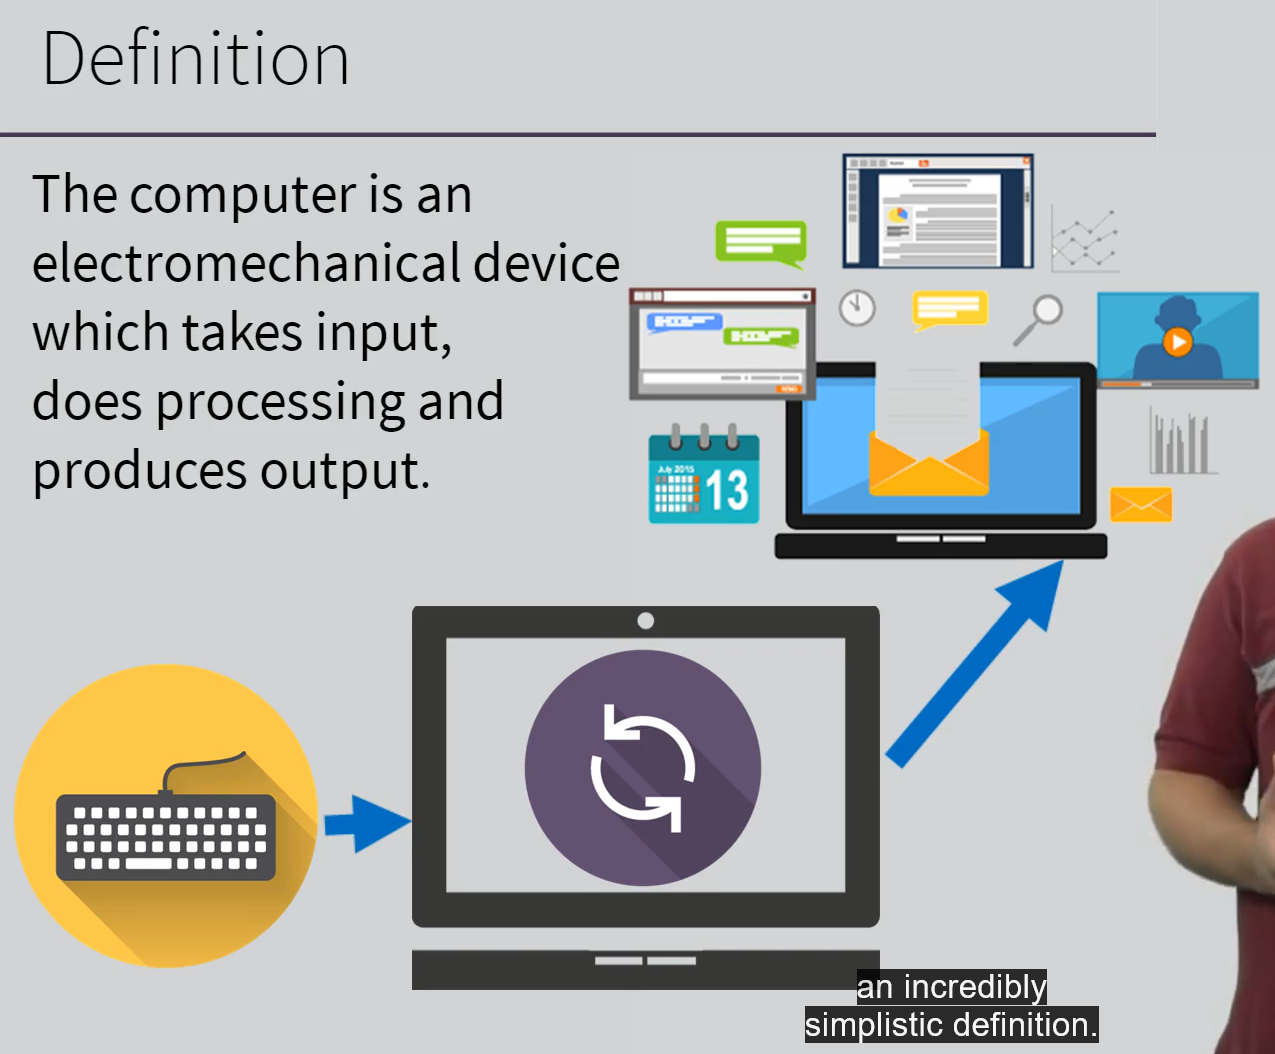 Definition
The computer is an
electromechanical device
which takes input,
does processing and
produces output.
July 2015
13
an incredibly
simplistic definition.